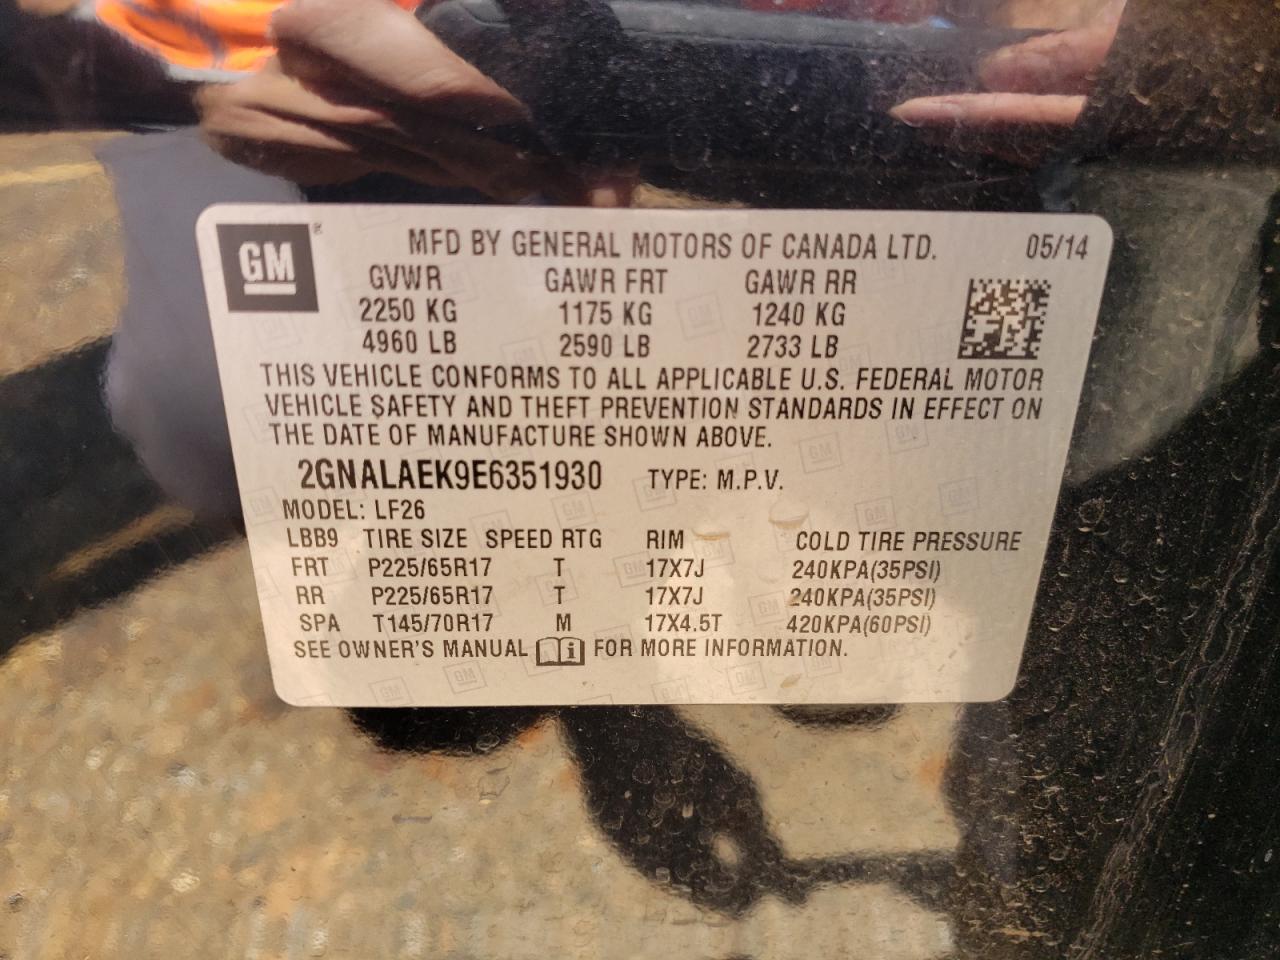 GM ®
MFD BY GENERAL MOTORS OF CANADA LTD. 05/14
GVWR GAWR FRT GAWR RR
2250 KG 1175 KG 1240 KG
4960 LB 2590 LB 2733 LB
THIS VEHICLE CONFORMS TO ALL APPLICABLE U.S. FEDERAL MOTOR
VEHICLE SAFETY AND THEFT PREVENTION STANDARDS IN EFFECT ON
THE DATE OF MANUFACTURE SHOWN ABOVE.
2GNALAEK9E6351930 TYPE: M.P.V.
MODEL: LF26
LBB9 TIRE SIZE SPEED RTG RIM COLD TIRE PRESSURE
FRT P225/65R17 T 17X7J 240KPA(35PSI)
RR P225/65R17 T 17X7J 240KPA(35PSI)
SPA T145/70R17 M 17X4.5T 420KPA(60PSI)
SEE OWNER'S MANUAL i FOR MORE INFORMATION.